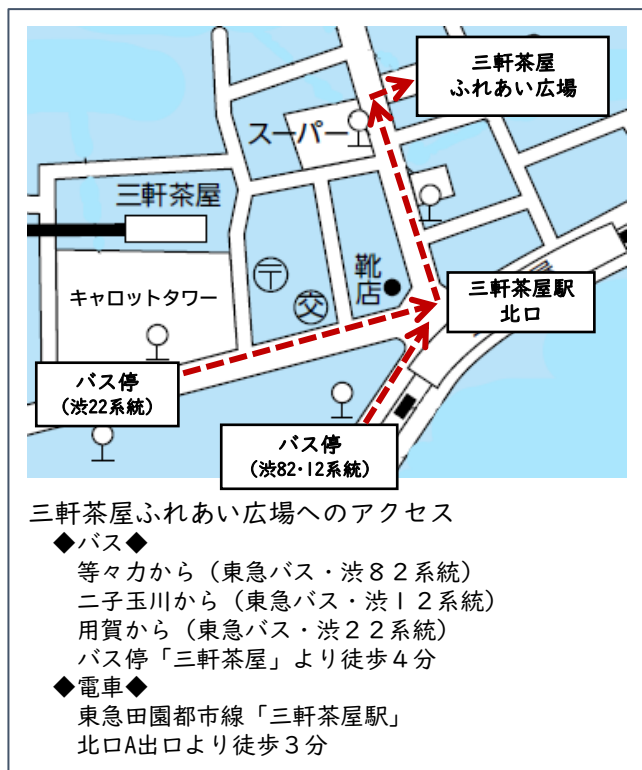 三軒茶屋
ふれあい広場
スーパー
三軒茶屋
〒
交
靴店
キャロットタワー
三軒茶屋駅
北口
バス停
(渋22系統)
バス停
(渋82･12系統)
三軒茶屋ふれあい広場へのアクセス
◆バス◆
等々力から（東急バス・渋８２系統）
二子玉川から（東急バス・渋１２系統）
用賀から（東急バス・渋２２系統）
バス停「三軒茶屋」より徒歩４分
◆電車◆
東急田園都市線「三軒茶屋駅」
北口A出口より徒歩３分